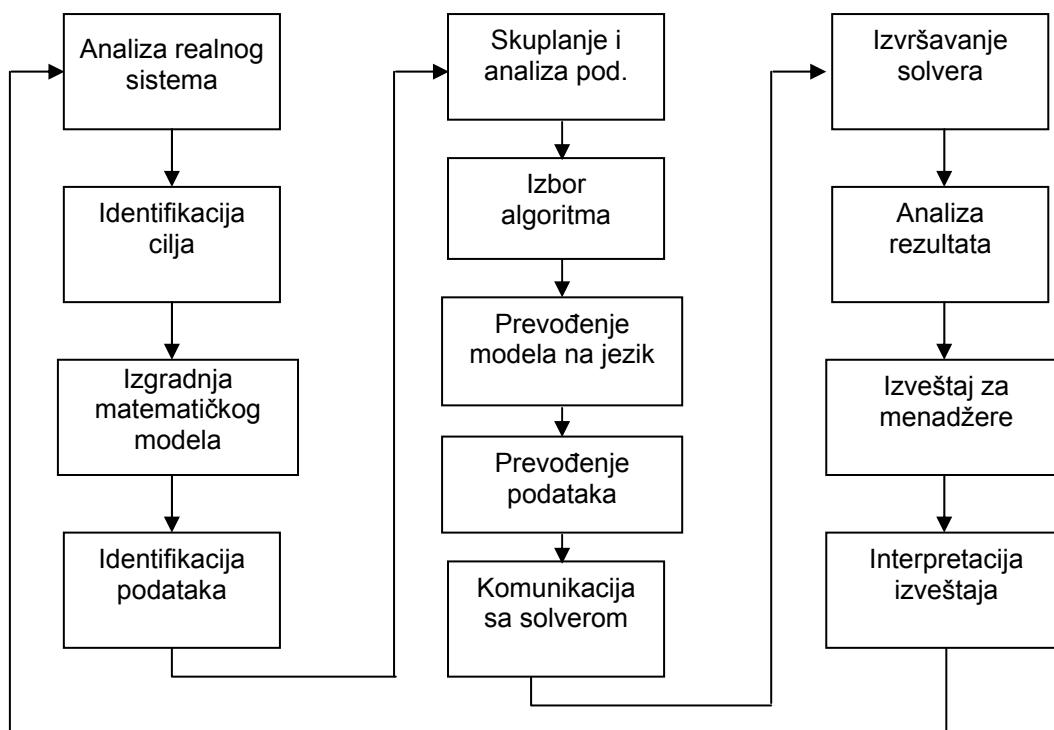 Analiza realnog
sistema
Identifikacija
cilja
Izgradnja
matematičkog
modela
Identifikacija
podataka
Skuplanje i
analiza pod.
Izbor
algoritma
Prevođenje
modela na jezik
Prevođenje
podataka
Komunikacija
sa solverom
Izvršavanje
solvera
Analiza
rezultata
Izveštaj za
menadžere
Interpretacija
izveštaja